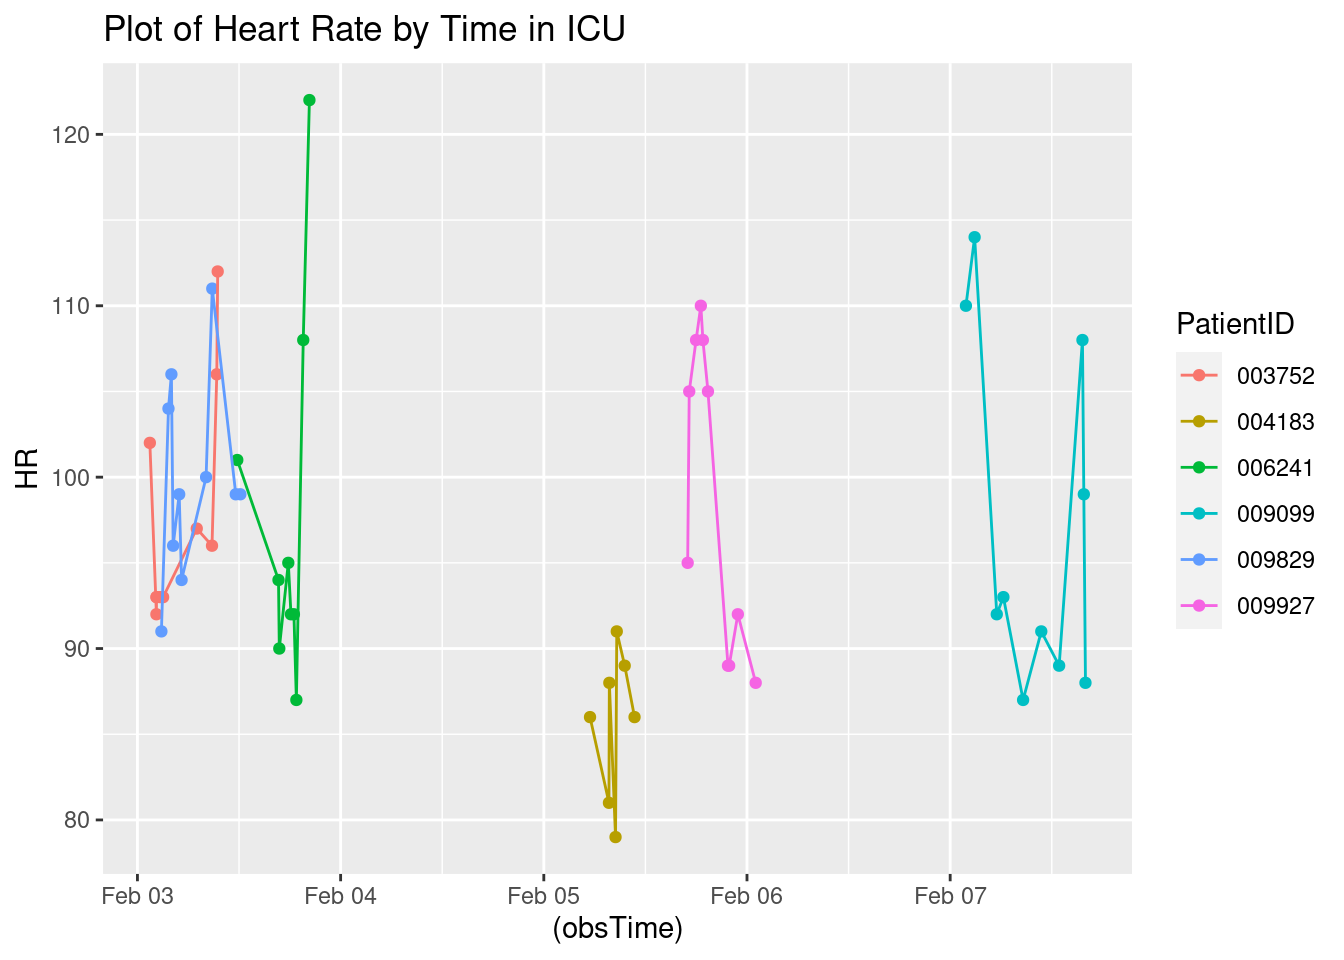 Plot of Heart Rate by Time in ICU
120
110
100
90
80
HR
Feb 03
Feb 04
Feb 05
Feb 06
Feb 07
(obsTime)
PatientID
003752
004183
006241
009099
009829
009927